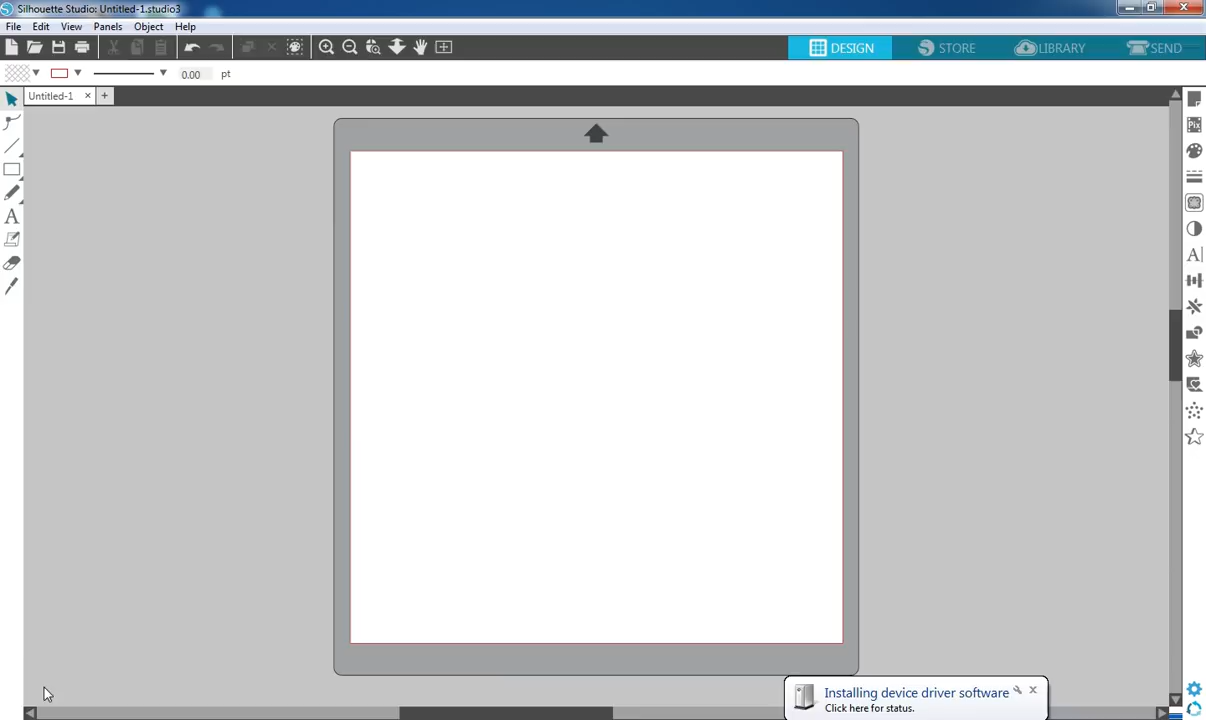 Silhouette Studio: Untitled-1.studio3
File Edit View Panels Object Help
DESIGN STORE LIBRARY SEND
0.00 pt
Untitled-1
Installing device driver software
Click here for status.